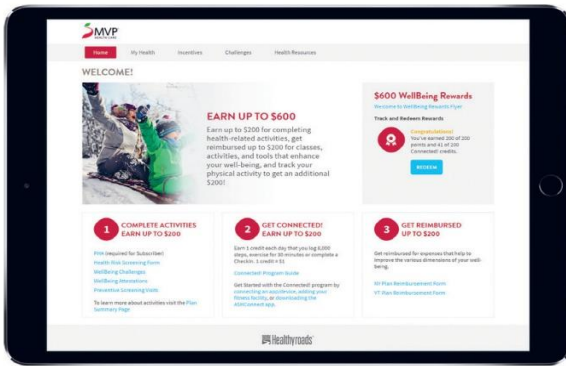 MVP
HEALTH CARE
Home My Health Incentives Challenges Health Resources
WELCOME!
EARN UP TO $600
Earn up to $200 for completing
health-related activities, get
reimbursed up to $200 for classes,
activities, and tools that enhance
your well-being, and track your
physical activity to get an additional
$200!
$600 WellBeing Rewards
Welcome to WellBeing Rewards Flyer
Track and Redeem Rewards
Congratulations!
You've earned 200 of 200
points and 41 of 200
Connected! credits.
REDEEM
1
COMPLETE ACTIVITIES
EARN UP TO $200
PHA (required for Subscriber)
Health Risk Screening Form
WellBeing Challenges
WellBeing Attestations
Preventive Screening Visits
To learn more about activities visit the Plan
Summary Page
2
GET CONNECTED!
EARN UP TO $200
Earn 1 credit each day that you log 8,000
steps, exercise for 30 minutes or complete a
Checkin. 1 credit = $1
Connected! Program Guide
Get Started with the Connected! program by
connecting an app/device, adding your
fitness facility, or downloading the
ASHConnect app.
3
GET REIMBURSED
UP TO $200
Get reimbursed for expenses that help to
improve the various dimensions of your well-
being.
NY Plan Reimbursement Form
VT Plan Reimbursement Form
Healthyroads